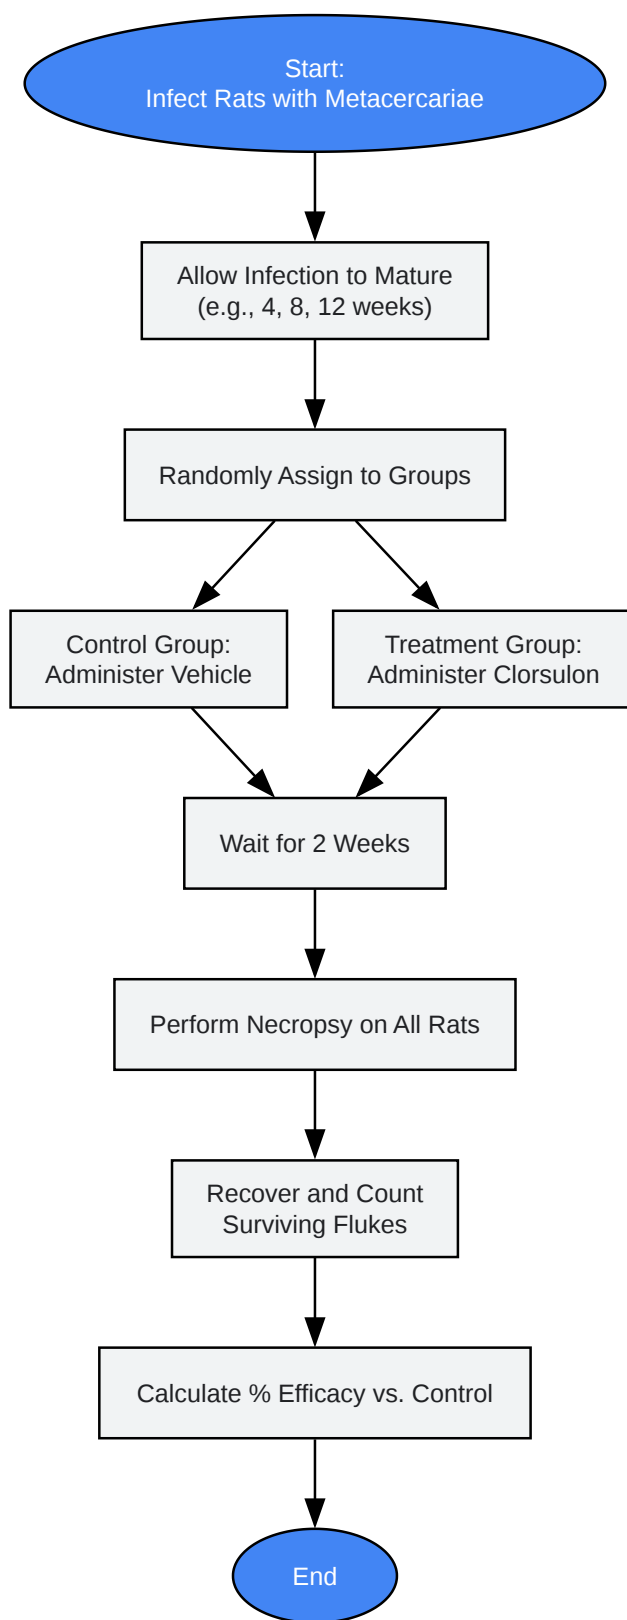 Start:
Infect Rats with Metacercariae
Allow Infection to Mature
(e.g., 4, 8, 12 weeks)
Randomly Assign to Groups
Control Group:
Administer Vehicle
Treatment Group:
Administer Clorsulon
Wait for 2 Weeks
Perform Necropsy on All Rats
Recover and Count
Surviving Flukes
Calculate % Efficacy vs. Control
End